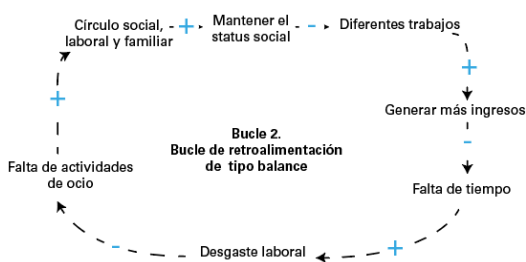 Círculo social,
laboral y familiar
+
Mantener el
status social
-
Diferentes trabajos
+
Generar más ingresos
-
Falta de tiempo
+
Desgaste laboral
-
Falta de actividades
de ocio
+
Bucle 2.
Bucle de retroalimentación
de tipo balance